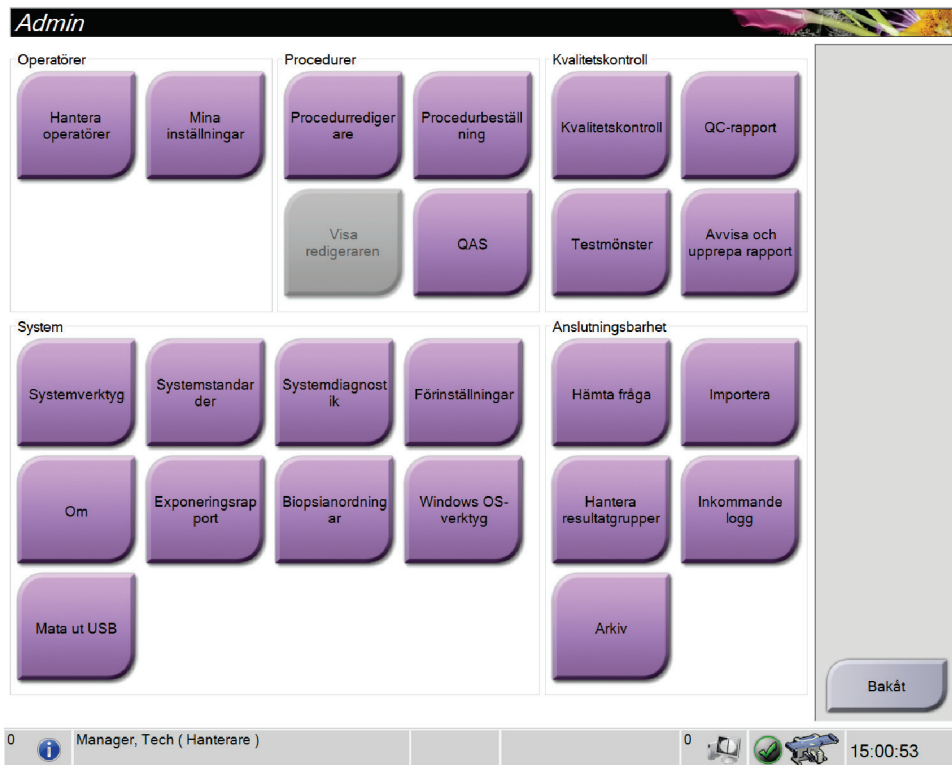 Admin
Operatörer
Hantera
operatörer
Mina
inställningar
Procedurer
Procedurrediger
are
Procedurbeställ
ning
Visa
redigeraren
QAS
Kvalitetskontroll
Kvalitetskontroll
QC-rapport
Testmönster
Avvisa och
upprepa rapport
System
Systemverktyg
Systemstandar
der
Systemdiagnost
ik
Förinställningar
Om
Exponeringsrap
port
Biopsianordning
ar
Windows OS-
verktyg
Mata ut USB
Anslutningsbarhet
Hämta fråga
Importera
Hantera
resultatgrupper
Inkommande
logg
Arkiv
Bakåt
0
Manager, Tech ( Hanterare )
0
15:00:53